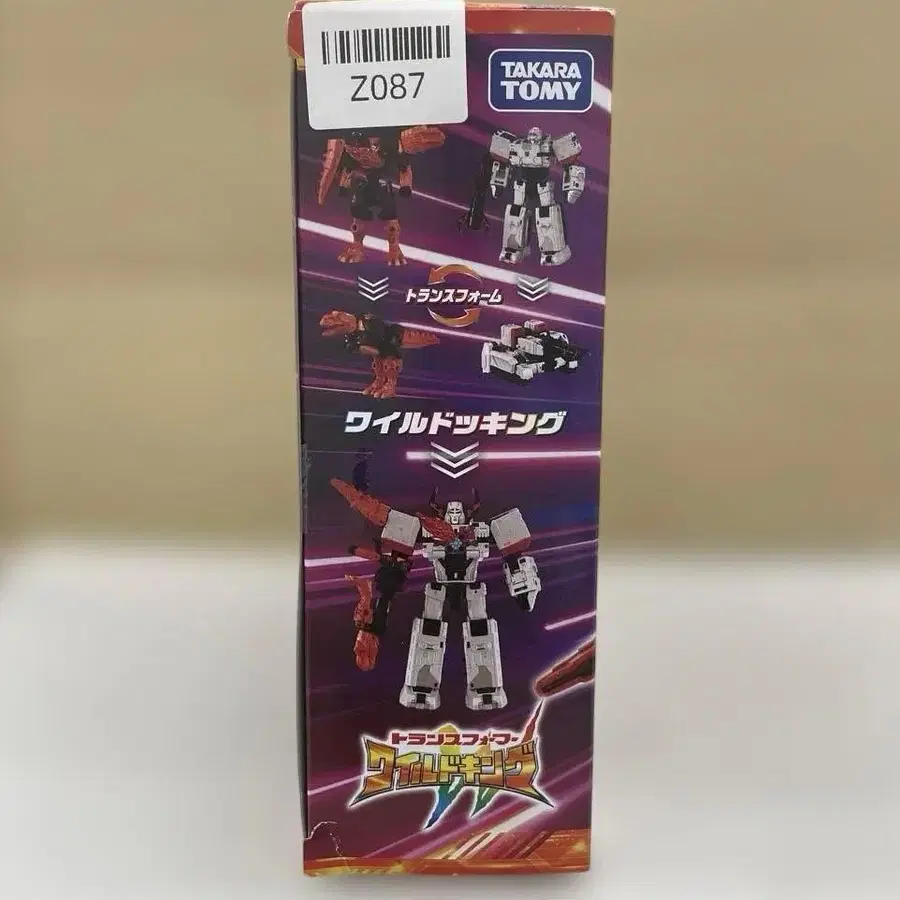 Z087
TAKARA
TOMY
トランスフォーム
ワイルドッキング
トランスフォーマー
ワイルドキング